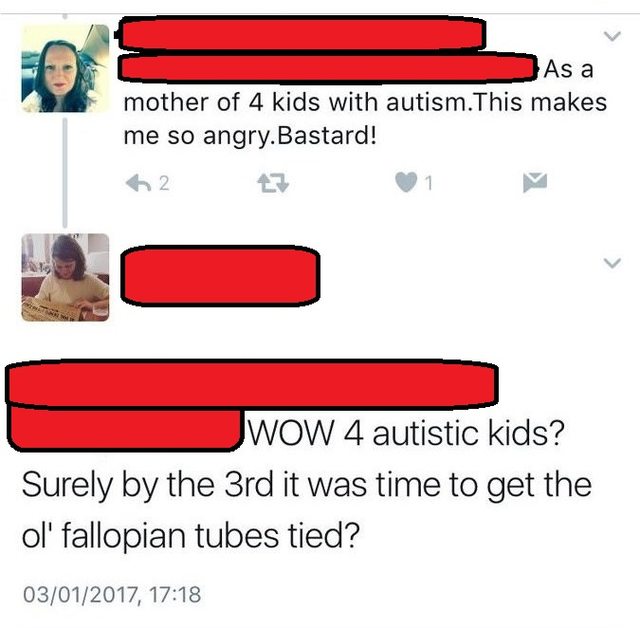 As a
mother of 4 kids with autism.This makes
me so angry.Bastard!
2
1
WOW 4 autistic kids?
Surely by the 3rd it was time to get the
ol' fallopian tubes tied?
03/01/2017, 17:18